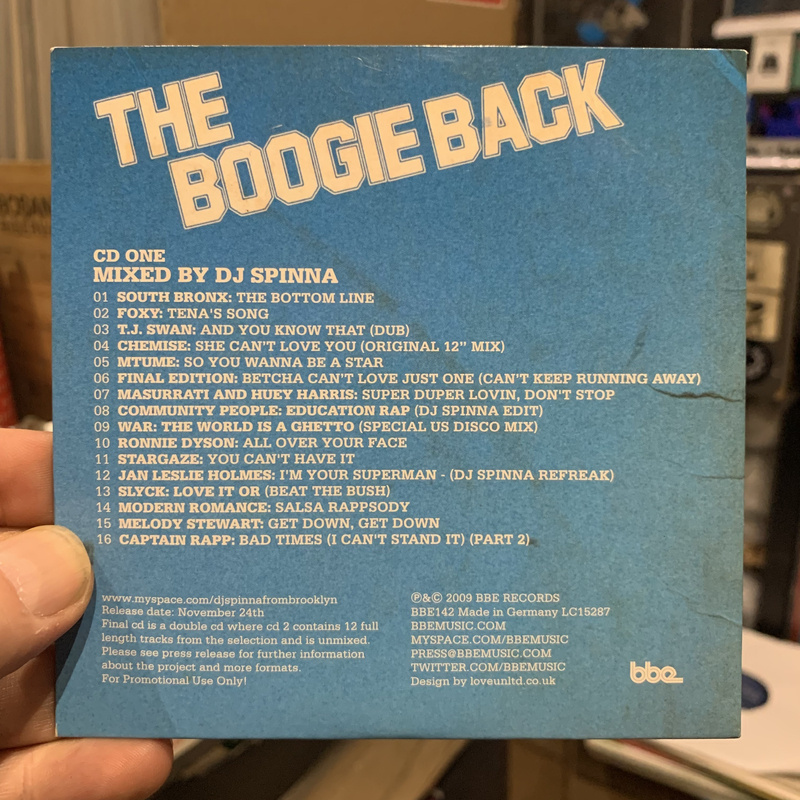 THE
BOOGIE BACK
CD ONE
MIXED BY DJ SPINNA
01 SOUTH BRONX: THE BOTTOM LINE
02 FOXY: TENA'S SONG
03 T.J. SWAN: AND YOU KNOW THAT (DUB)
04 CHEMISE: SHE CAN'T LOVE YOU (ORIGINAL 12" MIX)
05 MTUME: SO YOU WANNA BE A STAR
06 FINAL EDITION: BETCHA CAN'T LOVE JUST ONE (CAN'T KEEP RUNNING AWAY)
07 MASURRATI AND HUEY HARRIS: SUPER DUPER LOVIN, DON'T STOP
08 COMMUNITY PEOPLE: EDUCATION RAP (DJ SPINNA EDIT)
09 WAR: THE WORLD IS A GHETTO (SPECIAL US DISCO MIX)
10 RONNIE DYSON: ALL OVER YOUR FACE
11 STARGAZE: YOU CAN'T HAVE IT
12 JAN LESLIE HOLMES: I'M YOUR SUPERMAN - (DJ SPINNA REFREAK)
13 SLYCK: LOVE IT OR (BEAT THE BUSH)
14 MODERN ROMANCE: SALSA RAPPSODY
15 MELODY STEWART: GET DOWN, GET DOWN
16 CAPTAIN RAPP: BAD TIMES (I CAN'T STAND IT) (PART 2)
www.myspace.com/djspinnafrombrooklyn
Release date: November 24th
Final cd is a double cd where cd 2 contains 12 full
length tracks from the selection and is unmixed.
Please see press release for further information
about the project and more formats.
For Promotional Use Only!
℗&© 2009 BBE RECORDS
BBE142 Made in Germany LC15287
BBEMUSIC.COM
MYSPACE.COM/BBEMUSIC
PRESS@BBEMUSIC.COM
TWITTER.COM/BBEMUSIC
Design by loveunltd.co.uk
bbe